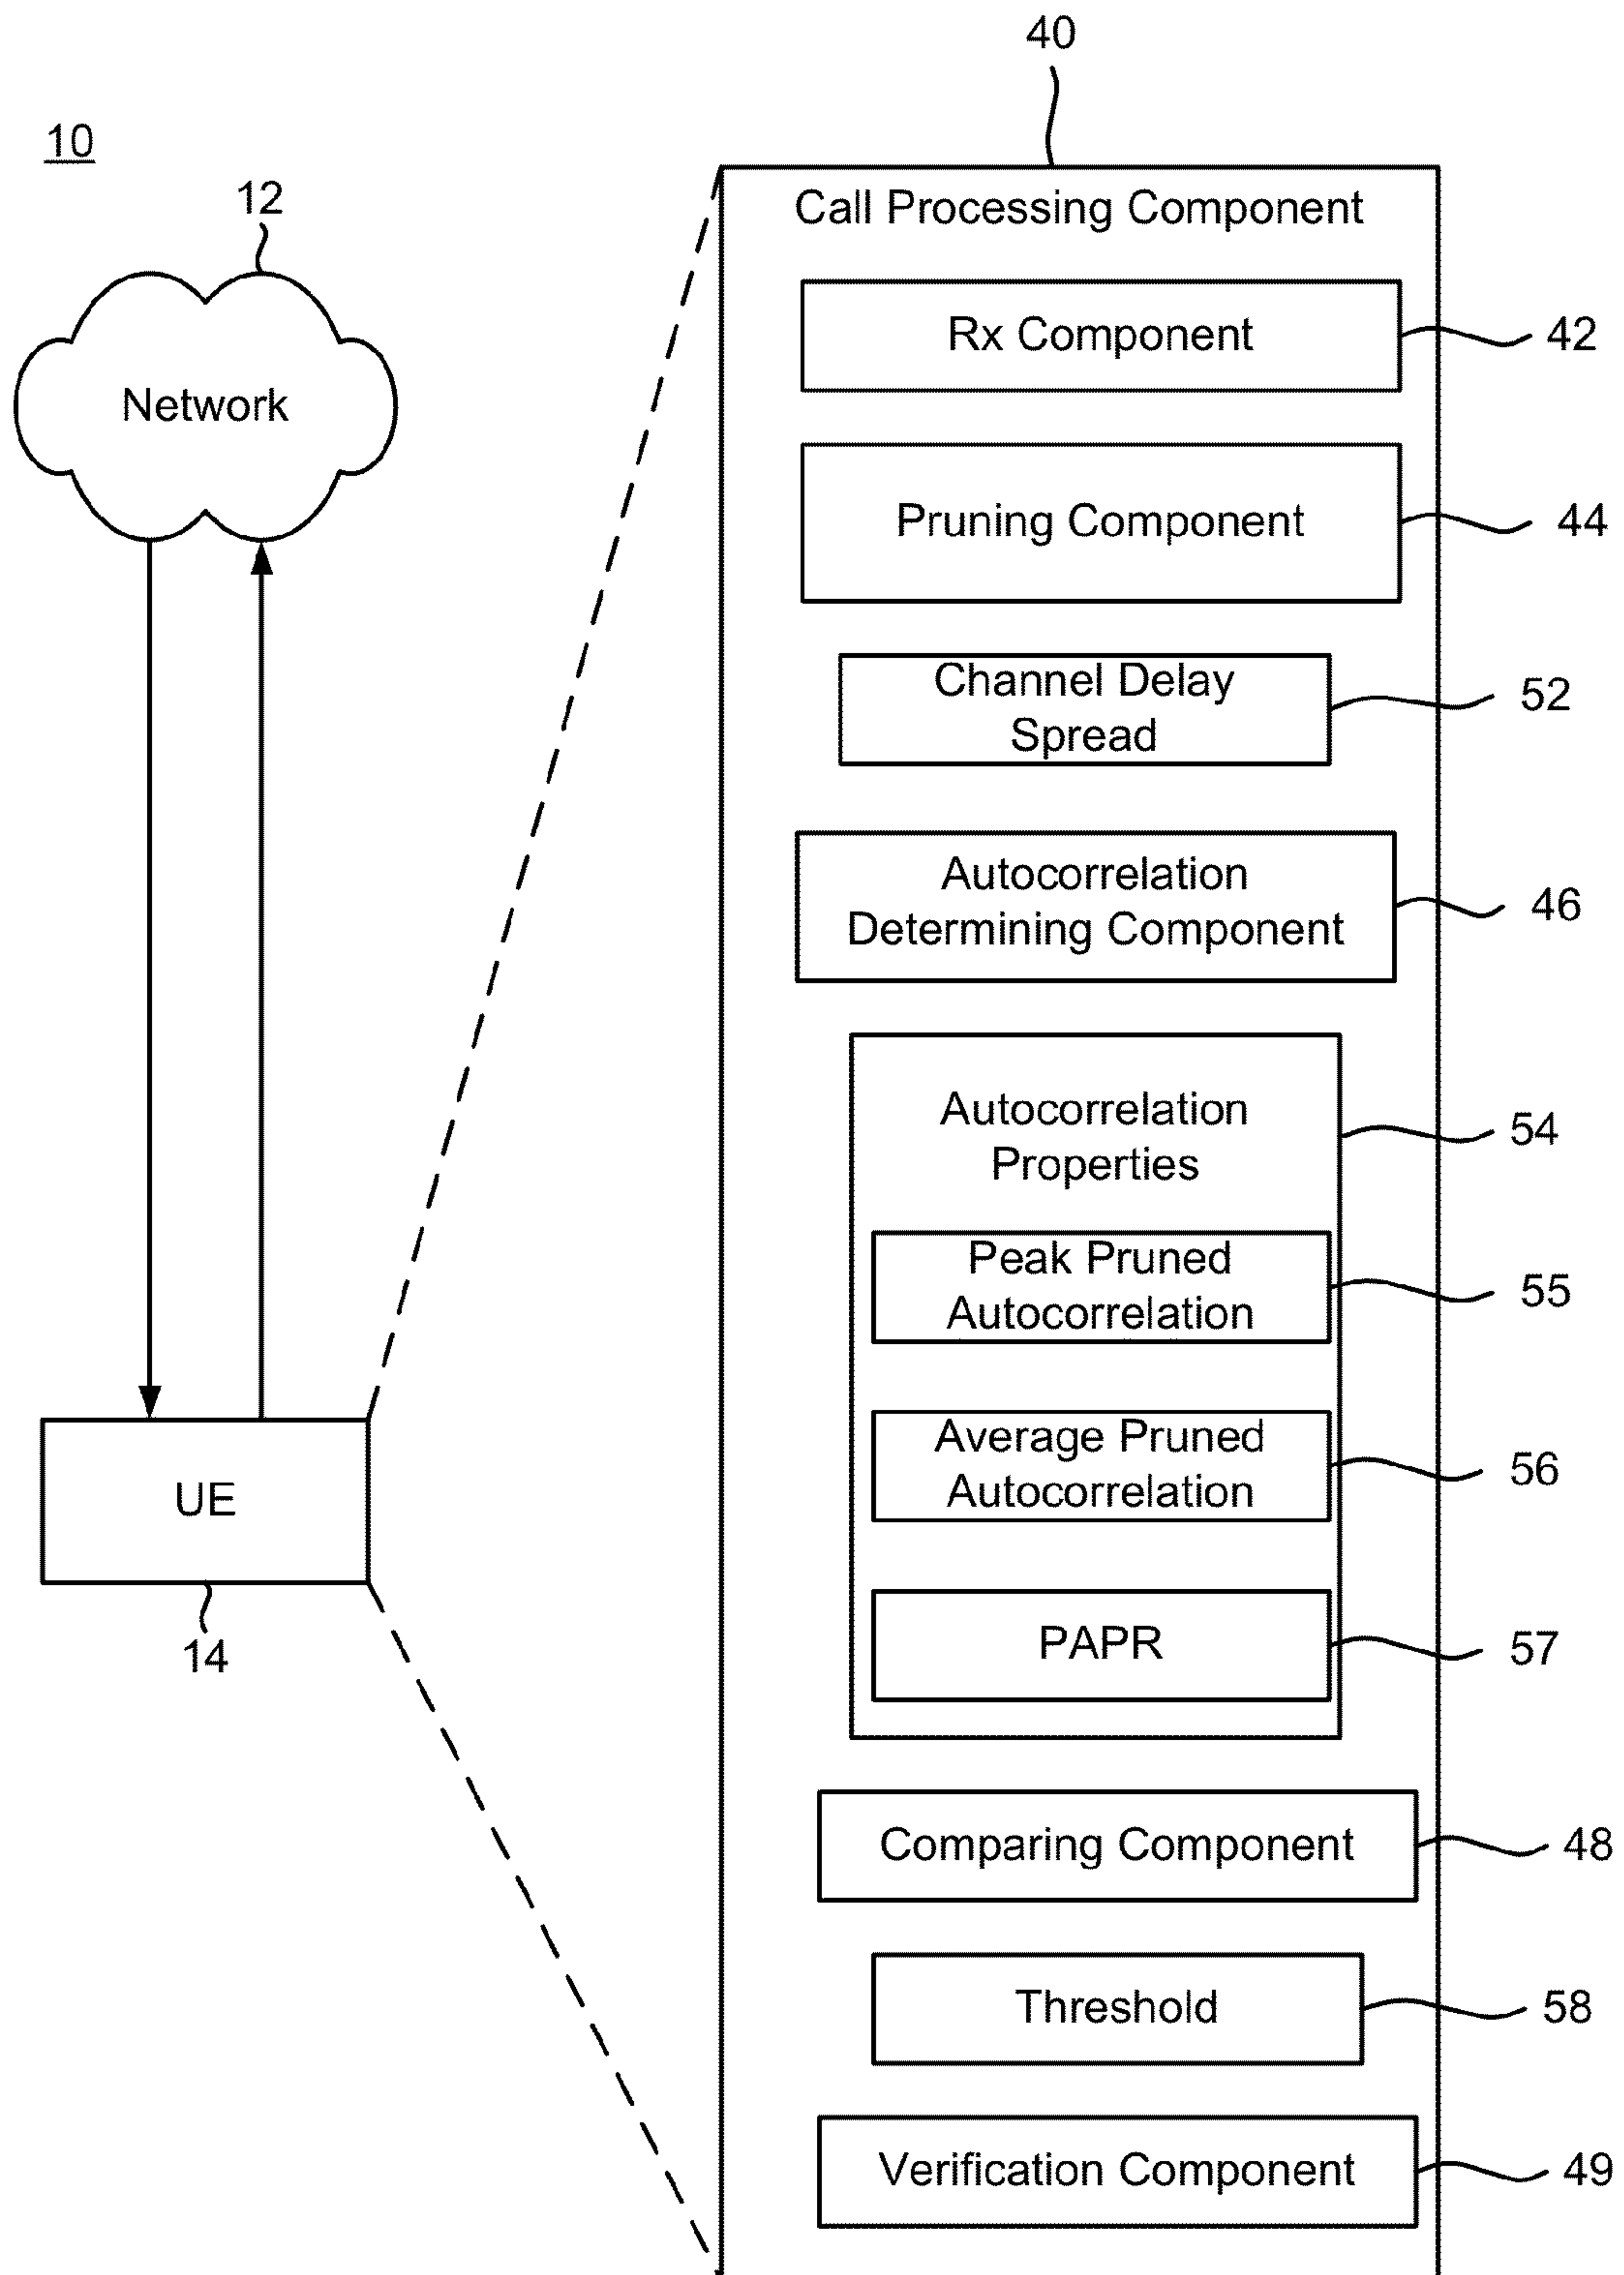 40
10
12
Call Processing Component
Rx Component
42
Network
Pruning Component
44
Channel Delay
Spread
52
Autocorrelation
Determining Component
46
Autocorrelation
Properties
54
Peak Pruned
Autocorrelation
55
Average Pruned
Autocorrelation
56
UE
14
PAPR
57
Comparing Component
48
Threshold
58
Verification Component
49